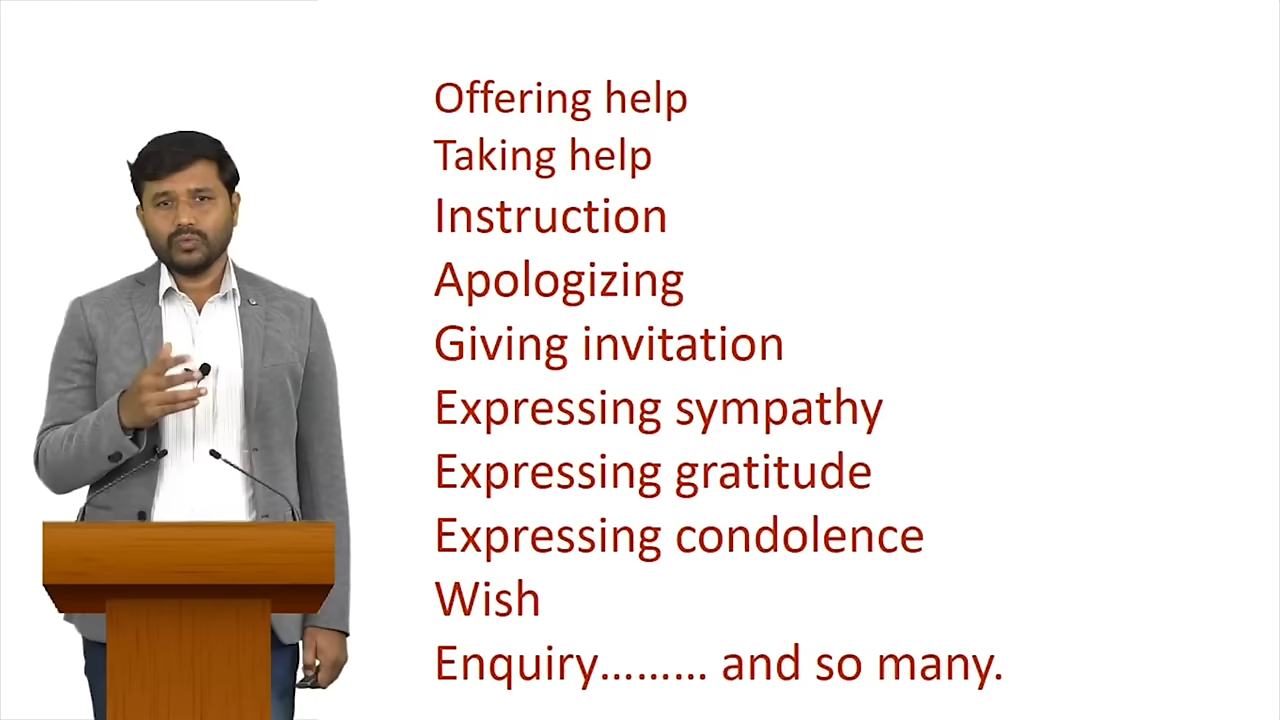 Offering help
Taking help
Instruction
Apologizing
Giving invitation
Expressing sympathy
Expressing gratitude
Expressing condolence
Wish
Enquiry……… and so many.